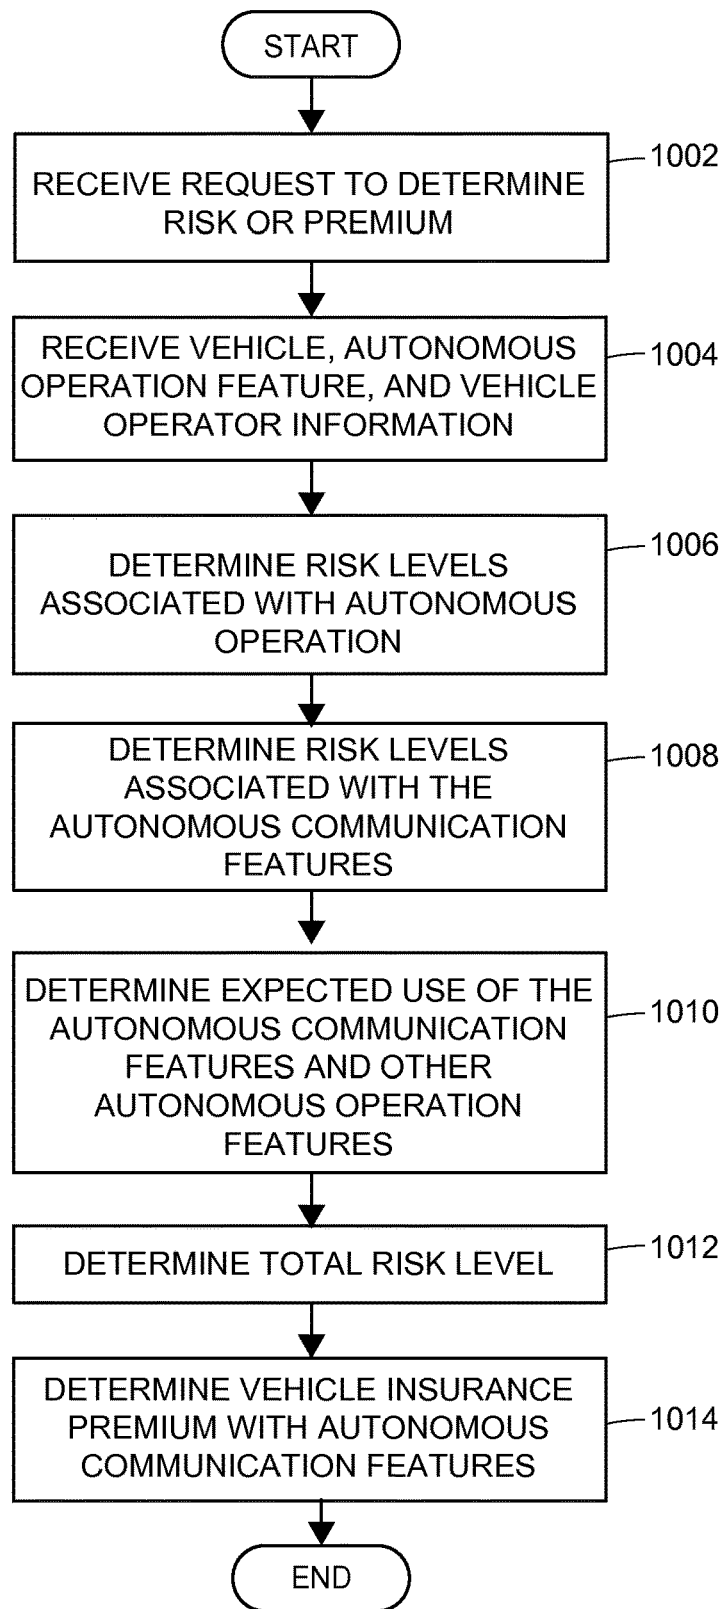 START
RECEIVE REQUEST TO DETERMINE
RISK OR PREMIUM
1002
RECEIVE VEHICLE, AUTONOMOUS
OPERATION FEATURE, AND VEHICLE
OPERATOR INFORMATION
1004
DETERMINE RISK LEVELS
ASSOCIATED WITH AUTONOMOUS
OPERATION
1006
DETERMINE RISK LEVELS
ASSOCIATED WITH THE
AUTONOMOUS COMMUNICATION
FEATURES
1008
DETERMINE EXPECTED USE OF THE
AUTONOMOUS COMMUNICATION
FEATURES AND OTHER
AUTONOMOUS OPERATION
FEATURES
1010
DETERMINE TOTAL RISK LEVEL
1012
DETERMINE VEHICLE INSURANCE
PREMIUM WITH AUTONOMOUS
COMMUNICATION FEATURES
1014
END